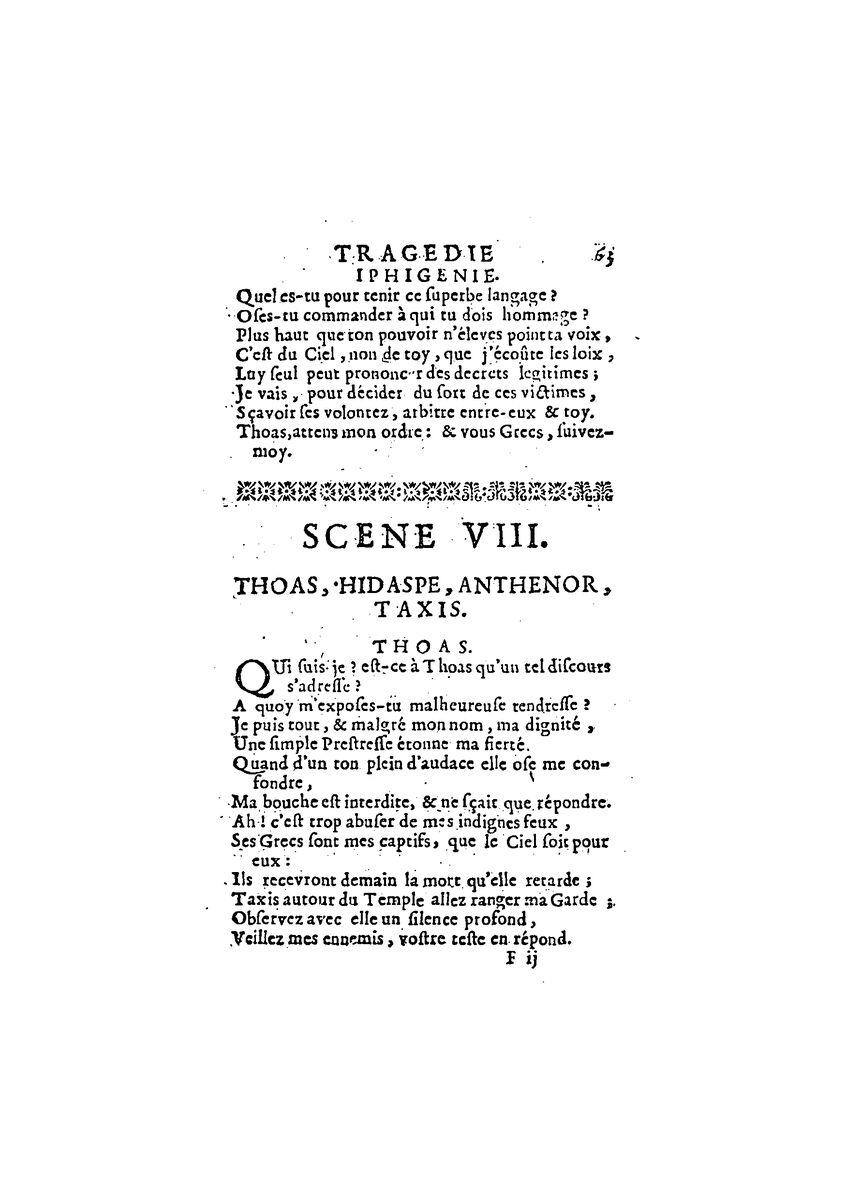 TRAGEDIE 63
IPHIGENIE.
Quel es-tu pour tenir ce ſuperbe langage ?
Oſes-tu commander à qui tu dois hommage ?
Plus haut que ton pouvoir n'éleves point ta voix,
C'eſt du Ciel, non de toy, que j'écoûte les loix,
Luy ſeul peut prononcer des decrets legitimes ;
Je vais, pour décider du ſort de ces victimes,
Sçavoir ſes volontez, arbitre entre-eux & toy.
Thoas, attens mon ordre : & vous Grecs, ſuivez-
moy.
SCENE VIII.
THOAS, HIDASPE, ANTHENOR,
TAXIS.
THOAS.
QUi ſuis-je ? eſt-ce à Thoas qu'un tel diſcours
s'adreſſe ?
A quoy m'expoſes-tu malheureuſe tendreſſe ?
Je puis tout, & malgré mon nom, ma dignité,
Une ſimple Preſtreſſe étonne ma fierté.
Quand d'un ton plein d'audace elle oſe me con-
fondre,
Ma bouche eſt interdite, & ne ſçait que répondre.
Ah ! c'eſt trop abuſer de mes indignes feux,
Ses Grecs ſont mes captifs, que le Ciel ſoit pour
eux :
Ils recevront demain la mort qu'elle retarde ;
Taxis autour du Temple allez ranger ma Garde ;
Obſervez avec elle un ſilence profond,
Veillez mes ennemis, voſtre teſte en répond.
F ij